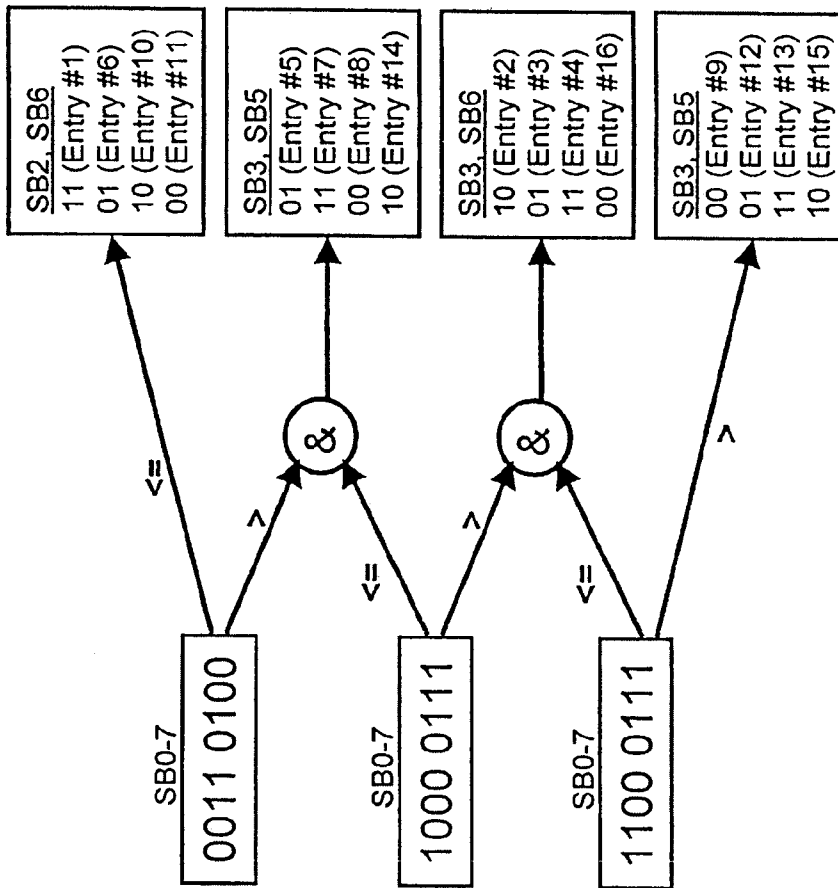 SB0-7
0011 0100
<=
>
SB0-7
1000 0111
<=
>
SB0-7
1100 0111
<=
>
&
&
SB2, SB6
11 (Entry #1)
01 (Entry #6)
10 (Entry #10)
00 (Entry #11)
SB3, SB5
01 (Entry #5)
11 (Entry #7)
00 (Entry #8)
10 (Entry #14)
SB3, SB6
10 (Entry #2)
01 (Entry #3)
11 (Entry #4)
00 (Entry #16)
SB3, SB5
00 (Entry #9)
01 (Entry #12)
11 (Entry #13)
10 (Entry #15)